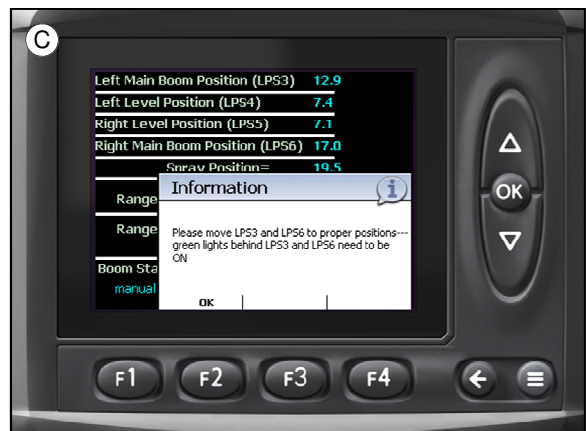 C
Left Main Boom Position (LPS3) 12.9
Left Level Position (LPS4) 7.4
Right Level Position (LPS5) 7.1
Right Main Boom Position (LPS6) 17.0
Spray Position= 19.5
Range
Range
Boom Sta
manual
Information
i
Please move LPS3 and LPS6 to proper positions---
green lights behind LPS3 and LPS6 need to be
ON
OK
OK
F1 F2 F3 F4